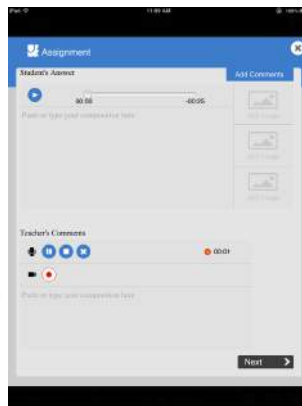 iPad
11:05 AM
Assignment
Student's Answer
Add Comments
00:00
-00:05
Paste or type your composition here
Add Image
Add Image
Add Image
Teacher's Comments
00:01
Paste or type your composition here
Next